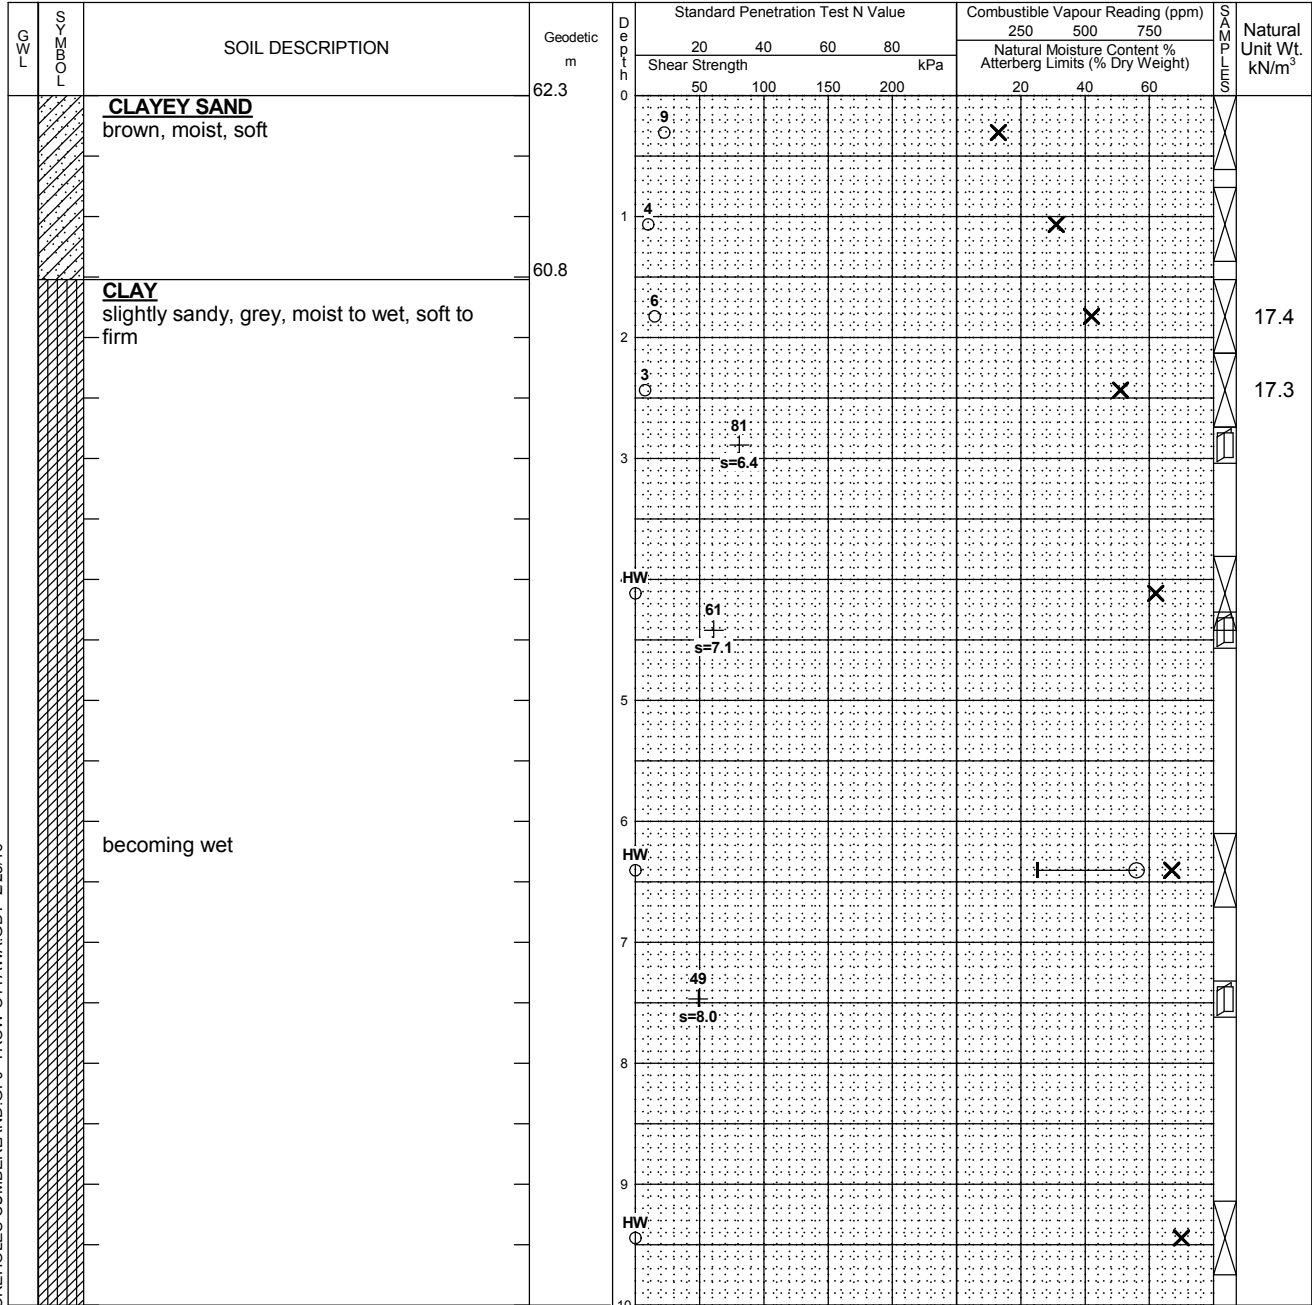 GWL
SYMBOL
SOIL DESCRIPTION
Geodetic
m
Depth
Standard Penetration Test N Value
20 40 60 80
Shear Strength kPa
50 100 150 200
Combustible Vapour Reading (ppm)
250 500 750
Natural Moisture Content %
Atterberg Limits (% Dry Weight)
20 40 60
SAMPLES
Natural
Unit Wt.
kN/m³
62.3
0
CLAYEY SAND
brown, moist, soft
9
4
1
60.8
CLAY
slightly sandy, grey, moist to wet, soft to
firm
6
17.4
2
3
17.3
81
s=6.4
3
HW
61
s=7.1
5
6
becoming wet
HW
7
49
s=8.0
8
9
HW